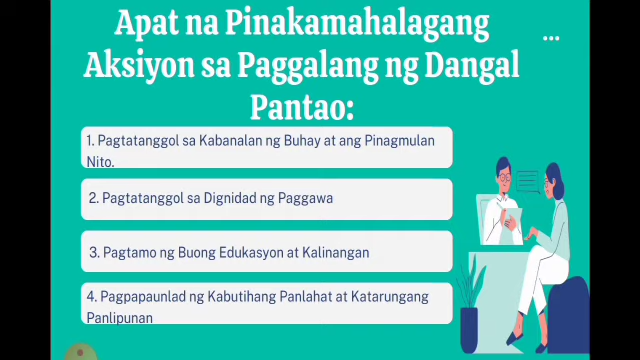 Apat na Pinakamahalagang
Aksiyon sa Paggalang ng Dangal
Pantao:
...
1. Pagtatanggol sa Kabanalan ng Buhay at ang Pinagmulan
Nito.
2. Pagtatanggol sa Dignidad ng Paggawa
3. Pagtamo ng Buong Edukasyon at Kalinangan
4. Pagpapaunlad ng Kabutihang Panlahat at Katarungang
Panlipunan